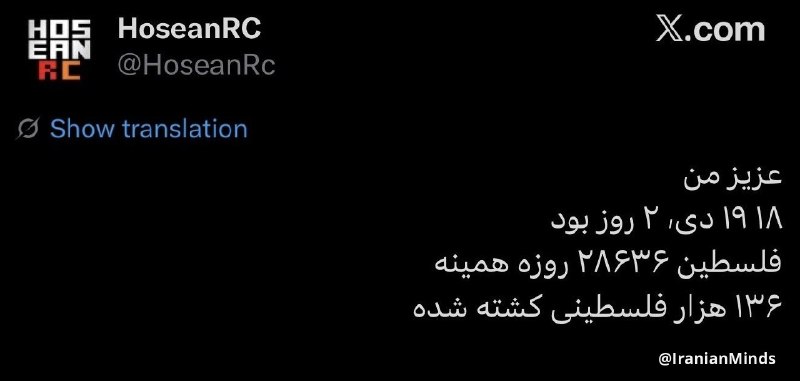 HOS
EAN
RC
HoseanRC
@HoseanRc
X.com
Show translation
عزیز من
۱۸ ۱۹ دی، ۲ روز بود
فلسطین ۲۸۶۳۶ روزه همینه
۱۳۶ هزار فلسطینی کشته شده
@IranianMinds